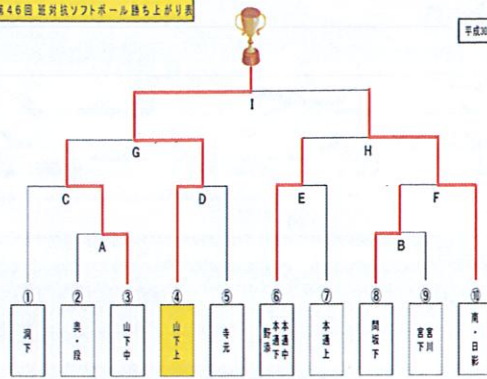 第46回 班対抗ソフトボール勝ち上がり表
平成30
I
G
H
C
D
E
F
A
B
① ② ③ ④ ⑤ ⑥ ⑦ ⑧ ⑨ ⑩
洞下
奥・段
山下中
山下上
寺元
本通中
本通下
野添
本通上
間坂下
宮川
宮下
南・日影